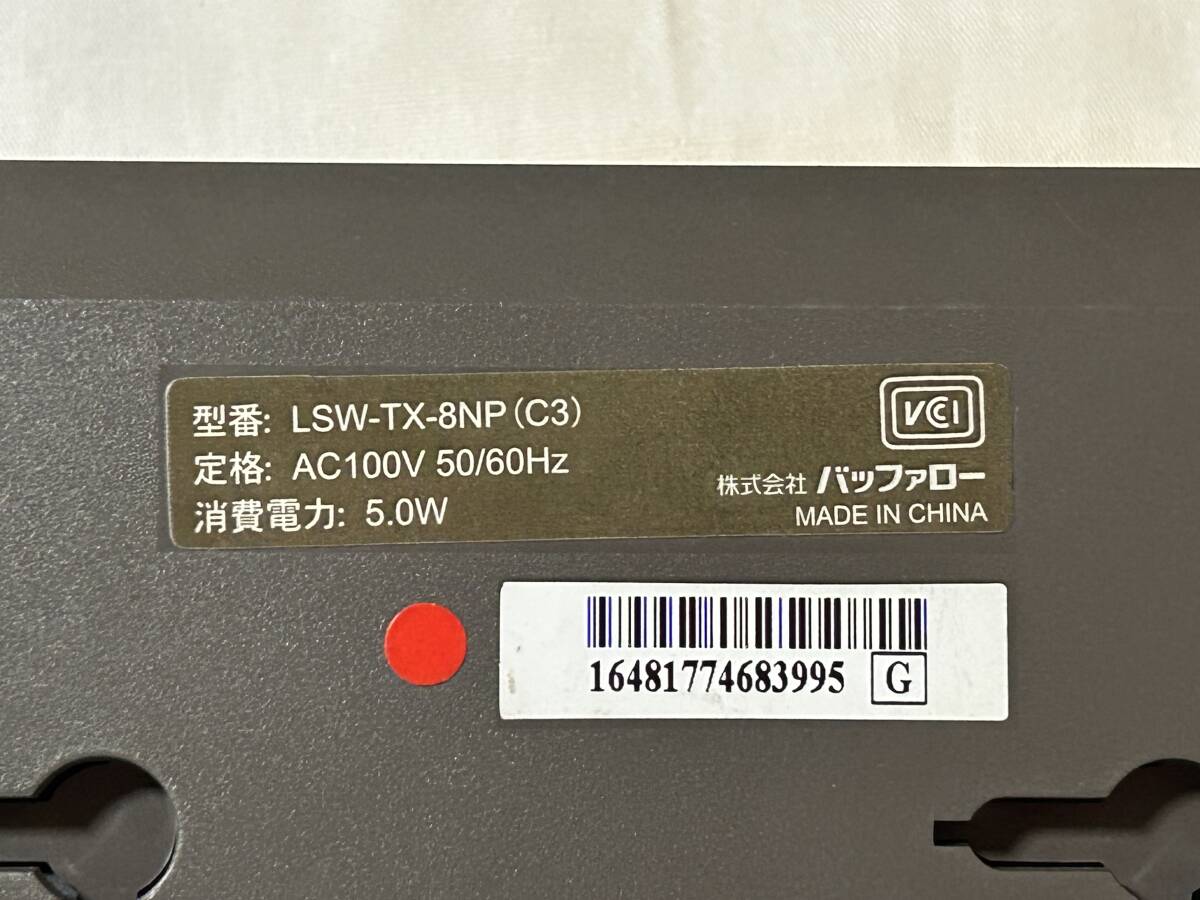 型番: LSW-TX-8NP(C3)
定格: AC100V 50/60Hz
消費電力: 5.0W
VCCI
株式会社 バッファロー
MADE IN CHINA
16481774683995 G